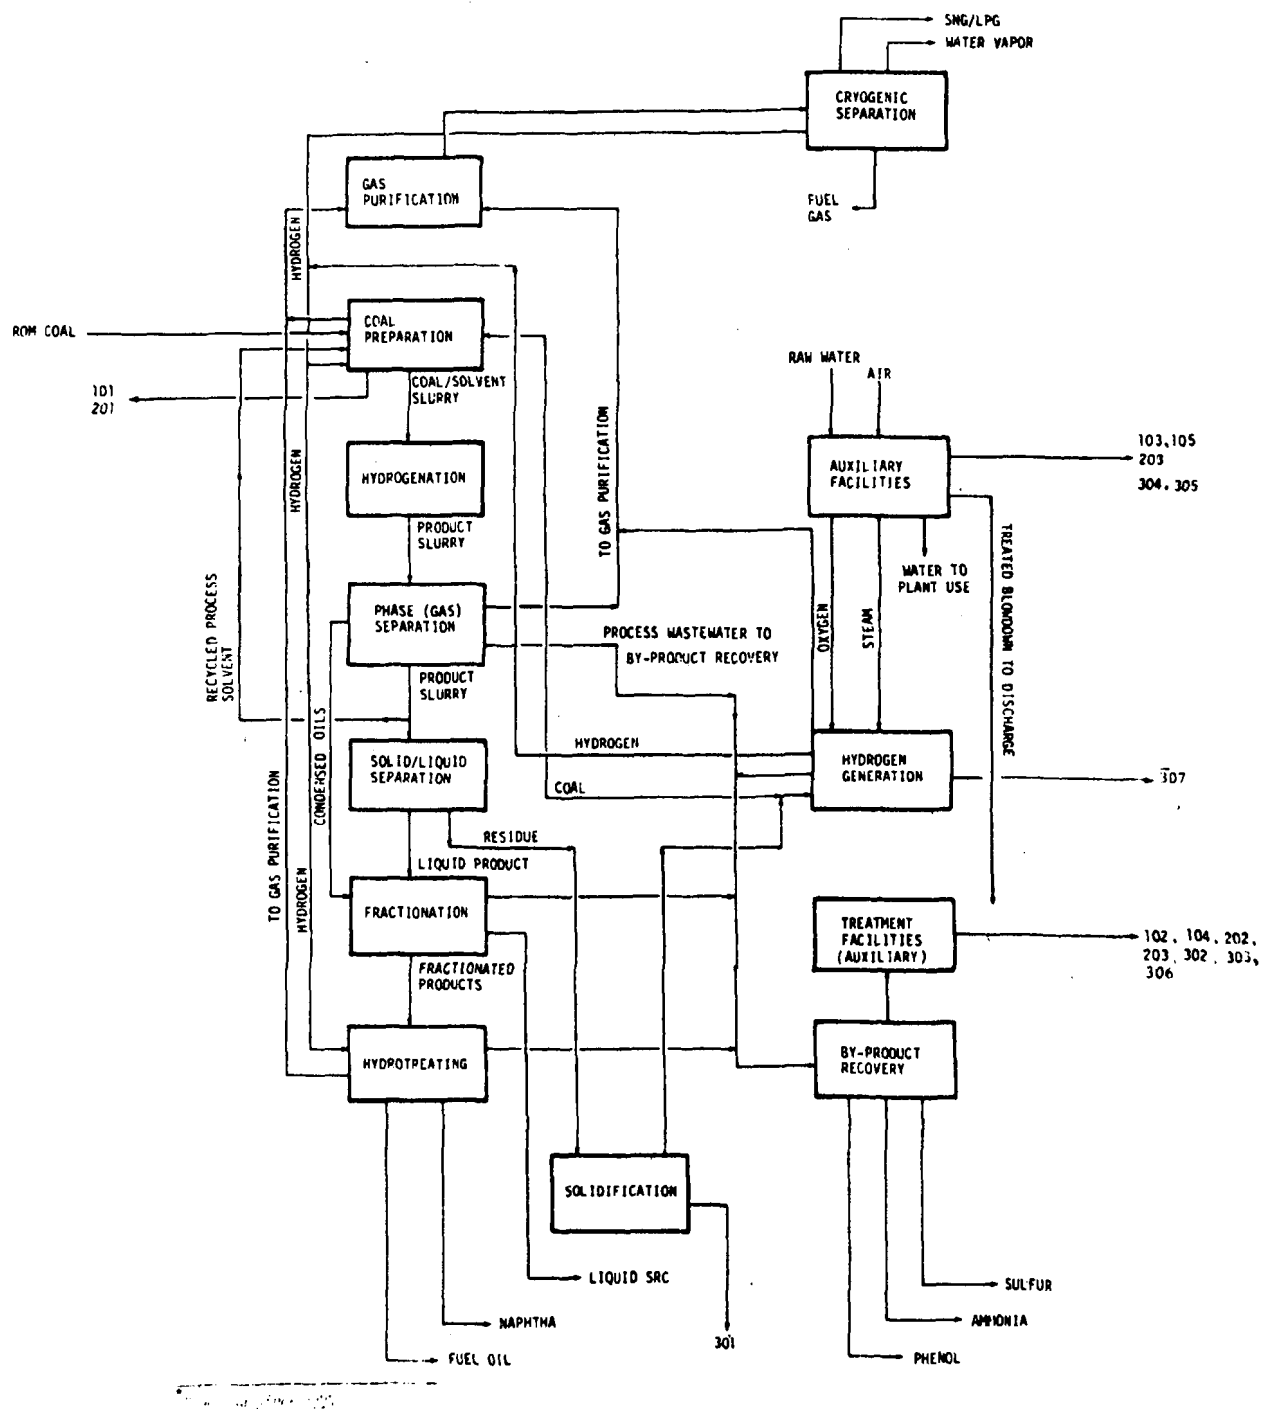 SNG/LPG
WATER VAPOR
CRYOGENIC
SEPARATION
GAS
PURIFICATION
FUEL
GAS
HYDROGEN
ROM COAL
COAL
PREPARATION
RAW WATER
AIR
101
201
COAL/SOLVENT
SLURRY
103,105
203
304, 305
AUXILIARY
FACILITIES
HYDROGENATION
HYDROGEN
TO GAS PURIFICATION
PRODUCT
SLURRY
WATER TO
PLANT USE
TREATED BLOWDOWN TO DISCHARGE
OXYGEN
STEAM
RECYCLED PROCESS
SOLVENT
PHASE (GAS)
SEPARATION
PROCESS WASTEWATER TO
BY-PRODUCT RECOVERY
PRODUCT
SLURRY
CONDENSED OILS
HYDROGEN
SOLID/LIQUID
SEPARATION
HYDROGEN
GENERATION
307
COAL
TO GAS PURIFICATION
HYDROGEN
RESIDUE
LIQUID PRODUCT
FRACTIONATION
TREATMENT
FACILITIES
(AUXILIARY)
102, 104, 202,
203, 302, 303,
306
FRACTIONATED
PRODUCTS
HYDROTREATING
BY-PRODUCT
RECOVERY
SOLIDIFICATION
LIQUID SRC
SULFUR
NAPHTHA
AMMONIA
301
FUEL OIL
PHENOL
*